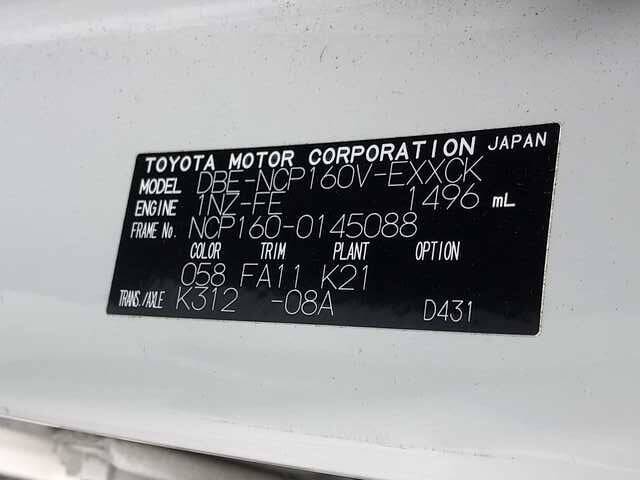 TOYOTA MOTOR CORPORATION JAPAN
MODEL DBE-NCP160V-EXXCK
ENGINE 1NZ-FE 1496 mL
FRAME No. NCP160-0145088
COLOR TRIM PLANT OPTION
058 FA11 K21
TRANS/AXLE K312 -08A D431